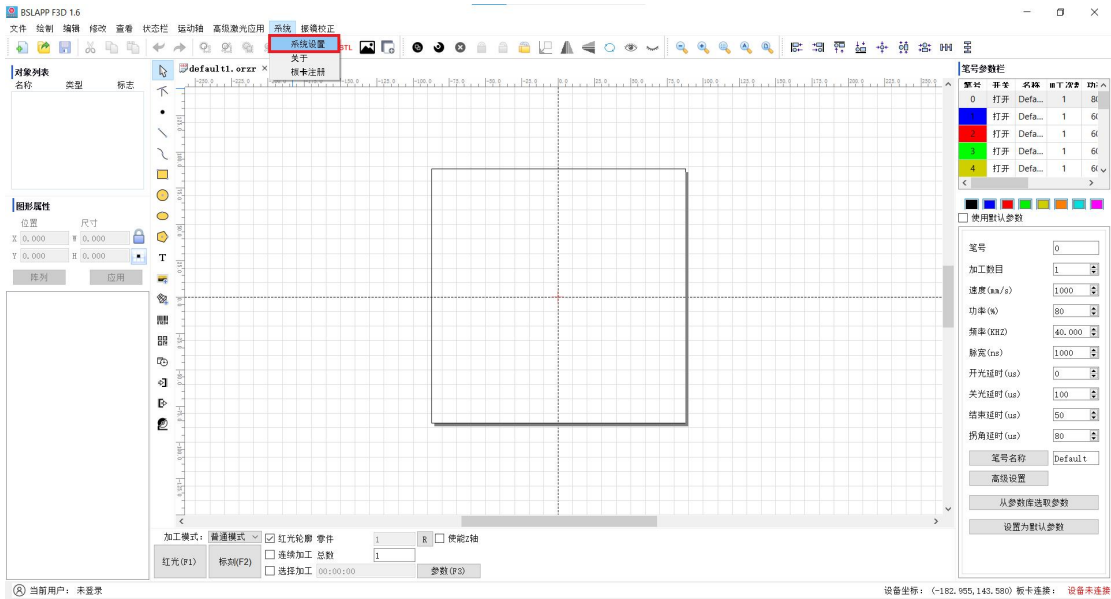 BSLAPP F3D 1.6
文件 绘制 编辑 修改 查看 状态栏 运动轴 高级激光应用 系统 振镜校正
系统设置
关于
板卡注册
STL
对象列表
名称 类型 标志
default1.orzr ×
图形属性
位置 尺寸
X 0.000 W 0.000
Y 0.000 H 0.000
阵列 应用
T
笔号参数栏
笔号 开关 名称
0 打开 Defa... 1 80
1 打开 Defa... 1 60
2 打开 Defa... 1 60
3 打开 Defa... 1 60
4 打开 Defa... 1 60
使用默认参数
笔号 0
加工数目 1
速度(mm/s) 1000
功率(%) 80
频率(KHZ) 40.000
脉宽(ns) 1000
开光延时(us) 0
关光延时(us) 100
结束延时(us) 50
拐角延时(us) 80
笔号名称 Default
高级设置
从参数库选取参数
设置为默认参数
加工模式: 普通模式 红光轮廓 零件 1 R 使能z轴
红光(F1) 标刻(F2) 连续加工 总数 1
选择加工 00:00:00 参数(F3)
当前用户: 未登录
设备坐标: (-182.955,143.580) 板卡连接: 设备未连接